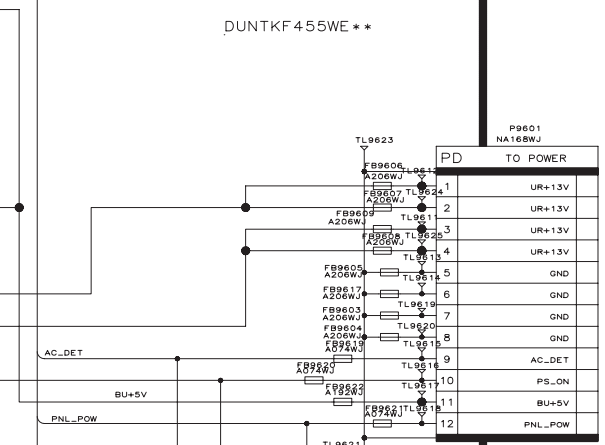 DUNTKF455WE**
P9601
NA168WJ
TL9623
PD TO POWER
FB9606 TL9612
A206WJ
1 UR+13V
FB9607 TL9624
A206WJ
2 UR+13V
FB9609 TL9611
A206WJ
3 UR+13V
FB9608 TL9625
A206WJ
4 UR+13V
TL9613
FB9605
A206WJ
5 GND
TL9614
FB9617
A206WJ
6 GND
TL9619
FB9603
A206WJ
7 GND
TL9620
FB9604
A206WJ
8 GND
FB9619 TL9615
A074WJ
AC_DET 9 AC_DET
FB9620 TL9616
A074WJ
10 PS_ON
FB9622 TL9617
A192WJ
BU+5V 11 BU+5V
FB9621 TL9618
A074WJ
PNL_POW 12 PNL_POW
TL9621